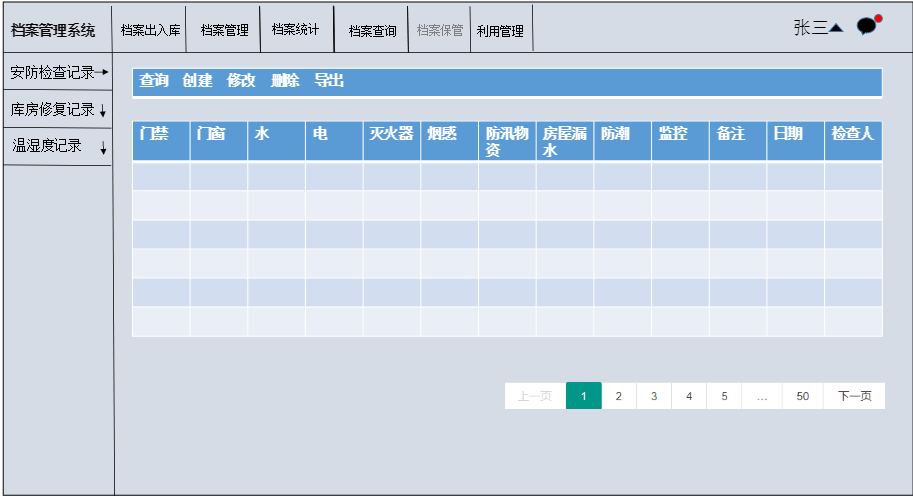 档案管理系统 档案出入库 档案管理 档案统计 档案查询 档案保管 利用管理 张三
安防检查记录
库房修复记录
温湿度记录
查询 创建 修改 删除 导出
门禁 门窗 水 电 灭火器 烟感 防汛物资 房屋漏水 防潮 监控 备注 日期 检查人
上一页 1 2 3 4 5 … 50 下一页